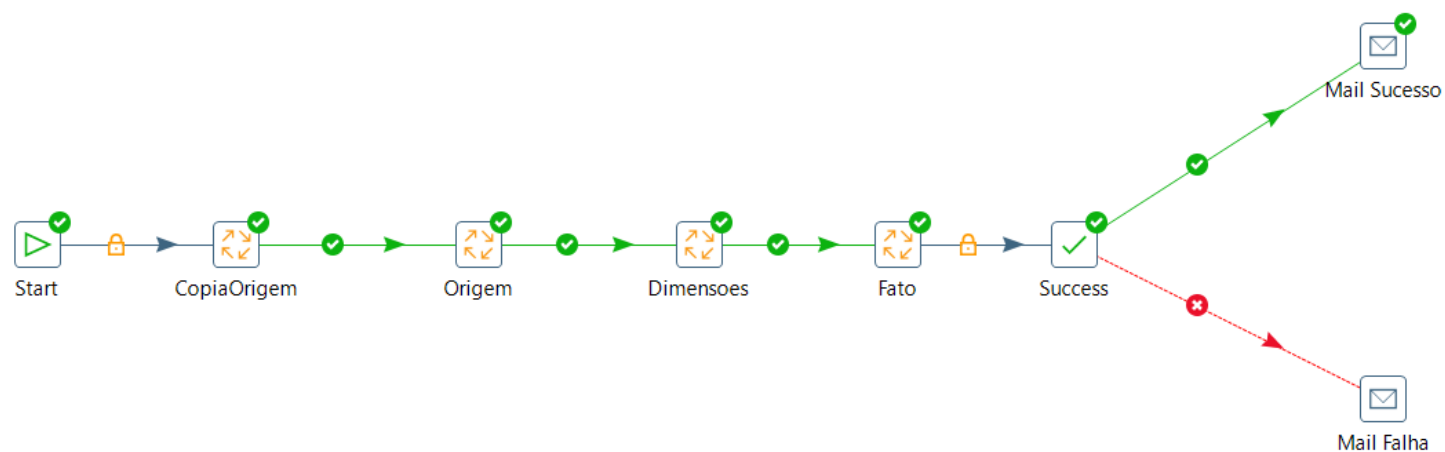 Mail Sucesso
Start
CopiaOrigem
Origem
Dimensoes
Fato
Success
Mail Falha